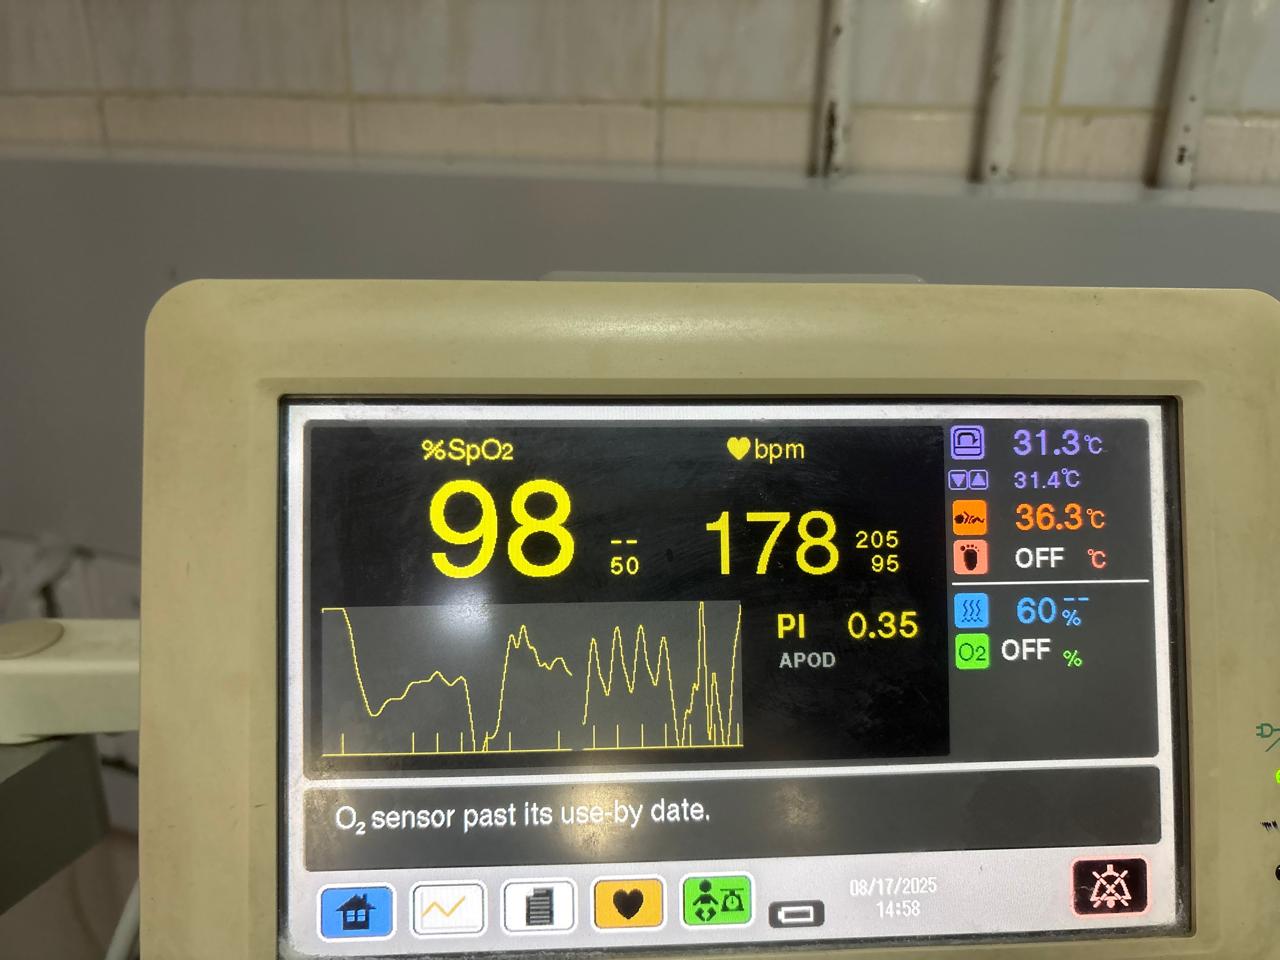 %SpO₂
98
--
50
bpm
178
205
95
PI 0.35
APOD
31.3°C
31.4°C
36.3°C
OFF °C
60 %
--
O2 OFF %
O₂ sensor past its use-by date.
08/17/2025
14:58